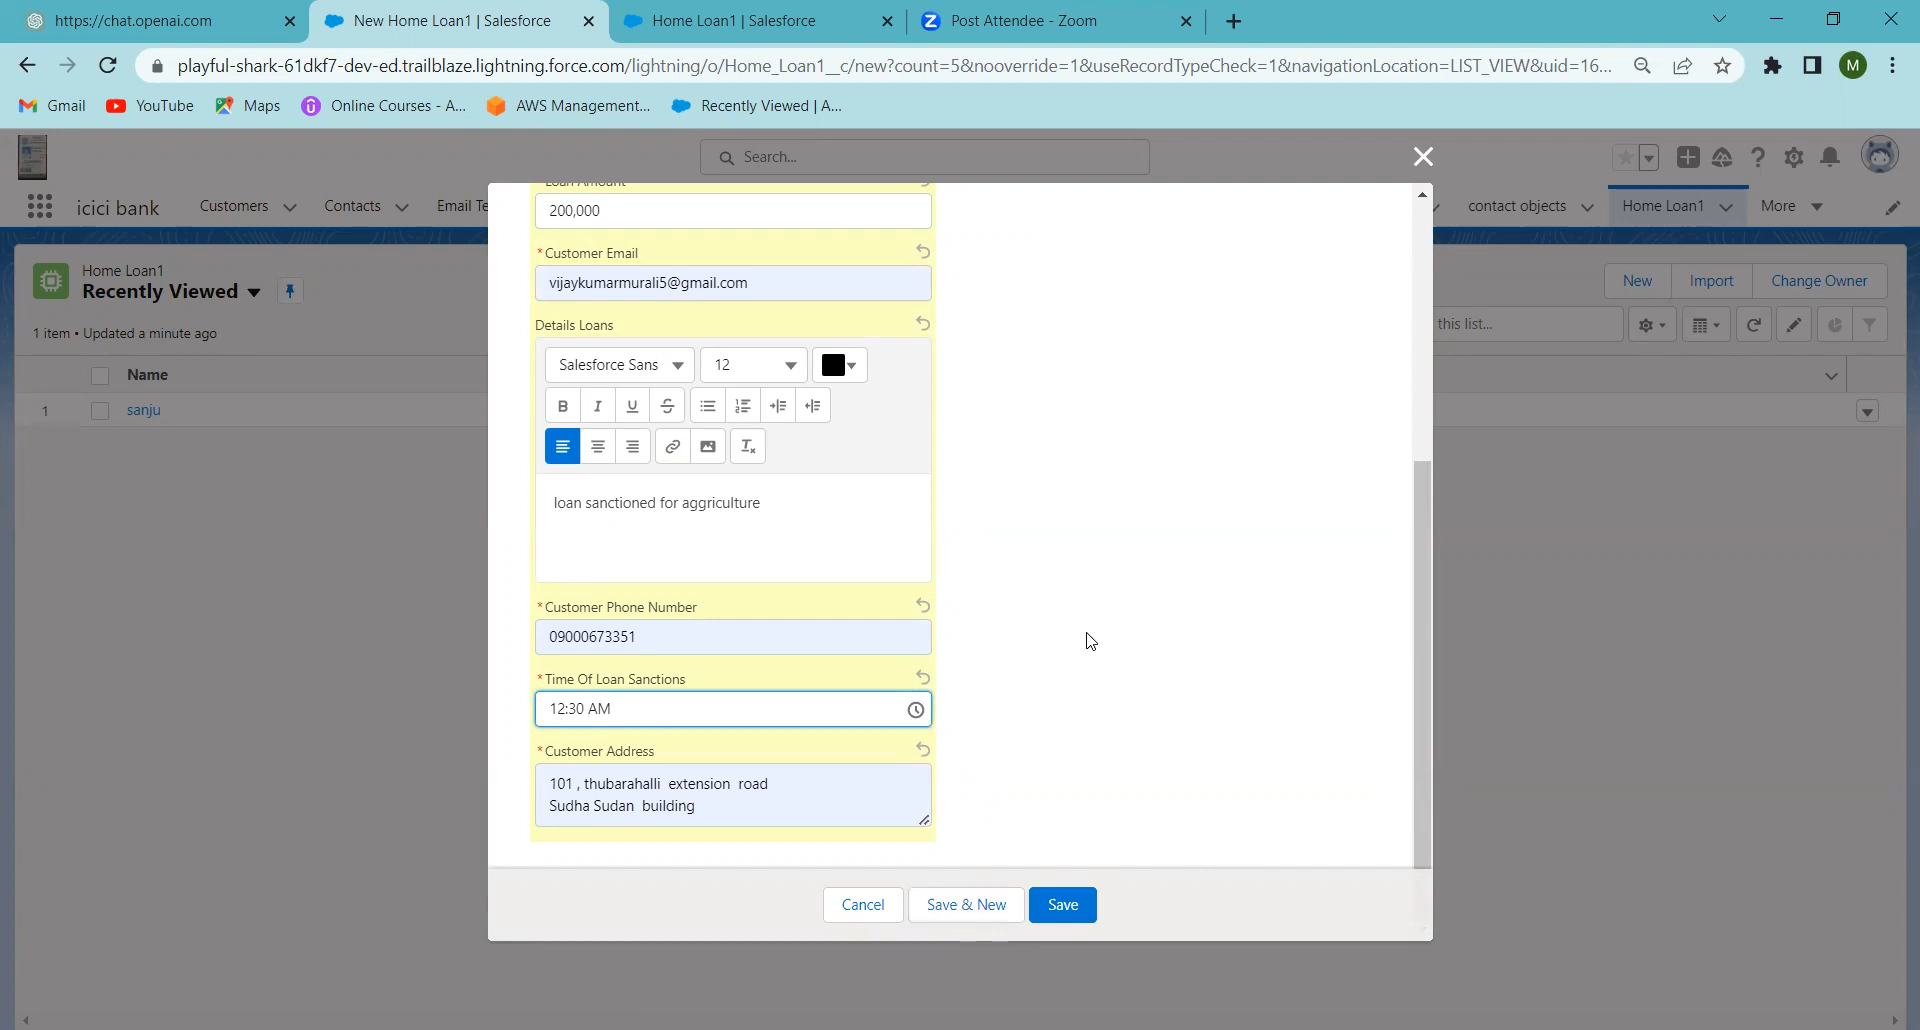 https://chat.openai.com
New Home Loan1 | Salesforce
Home Loan1 | Salesforce
Post Attendee - Zoom
playful-shark-61dkf7-dev-ed.trailblaze.lightning.force.com/lightning/o/Home_Loan1__c/new?count=5&nooverride=1&useRecordTypeCheck=1&navigationLocation=LIST_VIEW&uid=16...
M
Gmail
YouTube
Maps
Online Courses - A...
AWS Management...
Recently Viewed | A...
Search...
icici bank
Customers
Contacts
Email Te
contact objects
Home Loan1
More
Home Loan1
Recently Viewed
1 item • Updated a minute ago
New
Import
Change Owner
this list...
Name
1
sanju
Loan Amount
200,000
*Customer Email
vijaykumarmurali5@gmail.com
Details Loans
Salesforce Sans
12
loan sanctioned for aggriculture
*Customer Phone Number
09000673351
*Time Of Loan Sanctions
12:30 AM
*Customer Address
101 , thubarahalli extension road
Sudha Sudan building
Cancel
Save & New
Save